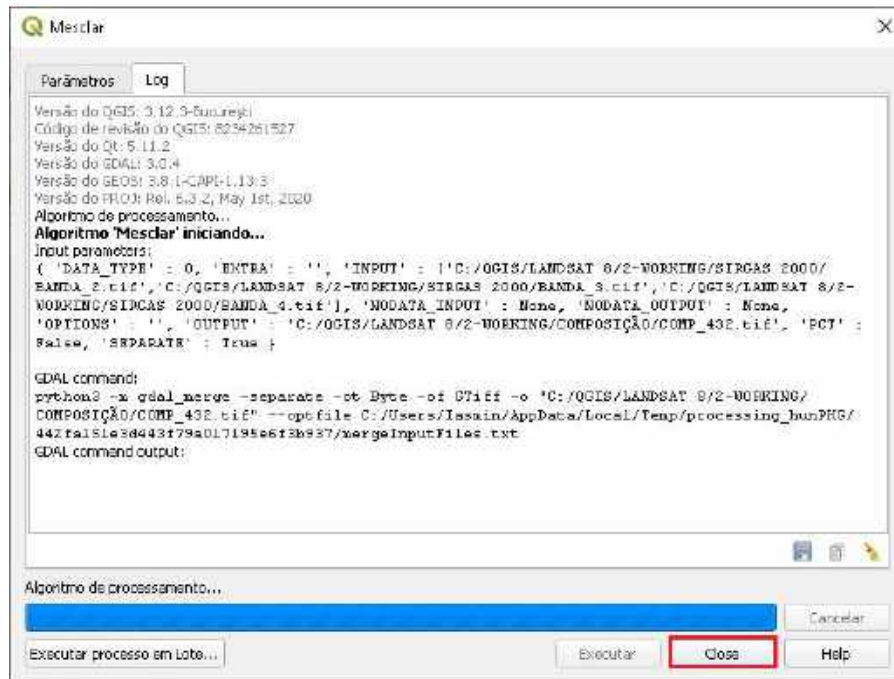 Mesclar
Parâmetros
Log
Versão do QGIS: 3.12.3-București
Código de revisão do QGIS: 8234261527
Versão do Qt: 5.11.2
Versão do GDAL: 3.0.4
Versão do GEOS: 3.8.1-CAPI-1.13.3
Versão do PROJ: Rel. 6.3.2, May 1st, 2020
Algoritmo de processamento...
Algoritmo 'Mesclar' iniciando...
Input parameters:
{ 'DATA_TYPE' : 0, 'EXTRA' : '', 'INPUT' : ['C:/QGIS/LANDSAT 8/2-WORKING/SIRGAS 2000/
BANDA_2.tif','C:/QGIS/LANDSAT 8/2-WORKING/SIRGAS 2000/BANDA_3.tif','C:/QGIS/LANDSAT 8/2-
WORKING/SIRGAS 2000/BANDA_4.tif'], 'NODATA_INPUT' : None, 'NODATA_OUTPUT' : None,
'OPTIONS' : '', 'OUTPUT' : 'C:/QGIS/LANDSAT 8/2-WORKING/COMPOSIÇÃO/COMP_432.tif', 'PCT' :
False, 'SEPARATE' : True }
GDAL command:
python3 -m gdal_merge -separate -ot Byte -of GTiff -o "C:/QGIS/LANDSAT 8/2-WORKING/
COMPOSIÇÃO/COMP_432.tif" --optfile C:/Users/Iasmin/AppData/Local/Temp/
GDAL command output:
Algoritmo de processamento...
Cancelar
Executar processo em Lote...
Executar
Close
Help